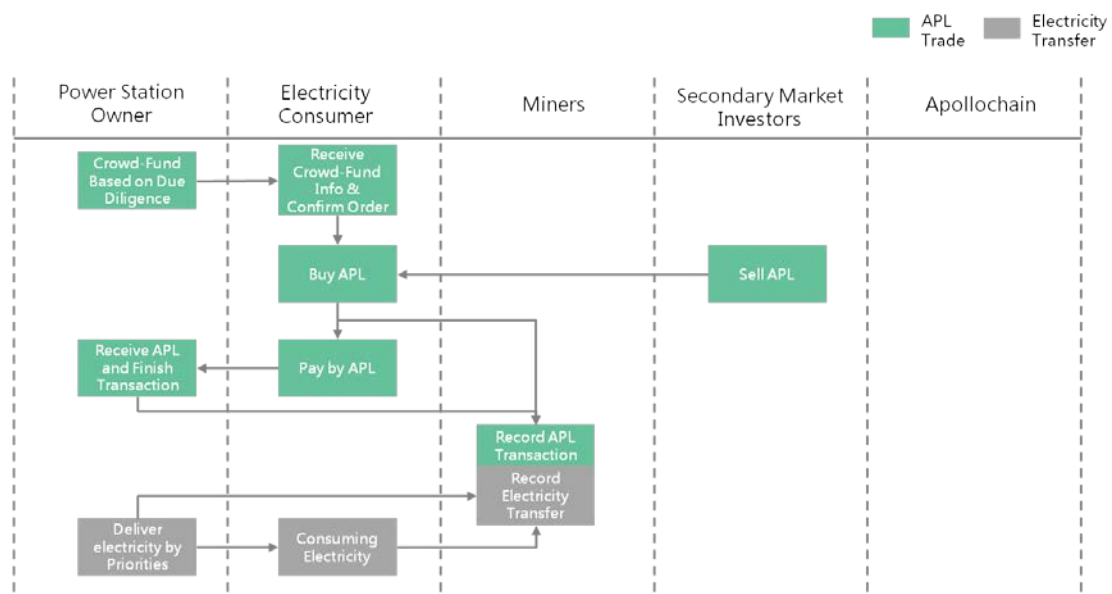 APL
Trade
Electricity
Transfer
Power Station
Owner
Electricity
Consumer
Miners
Secondary Market
Investors
Apollochain
Crowd-Fund
Based on Due
Diligence
Receive
Crowd-Fund
Info &
Confirm Order
Buy APL
Sell APL
Receive APL
and Finish
Transaction
Pay by APL
Record APL
Transaction
Record
Electricity
Transfer
Deliver
electricity by
Priorities
Consuming
Electricity